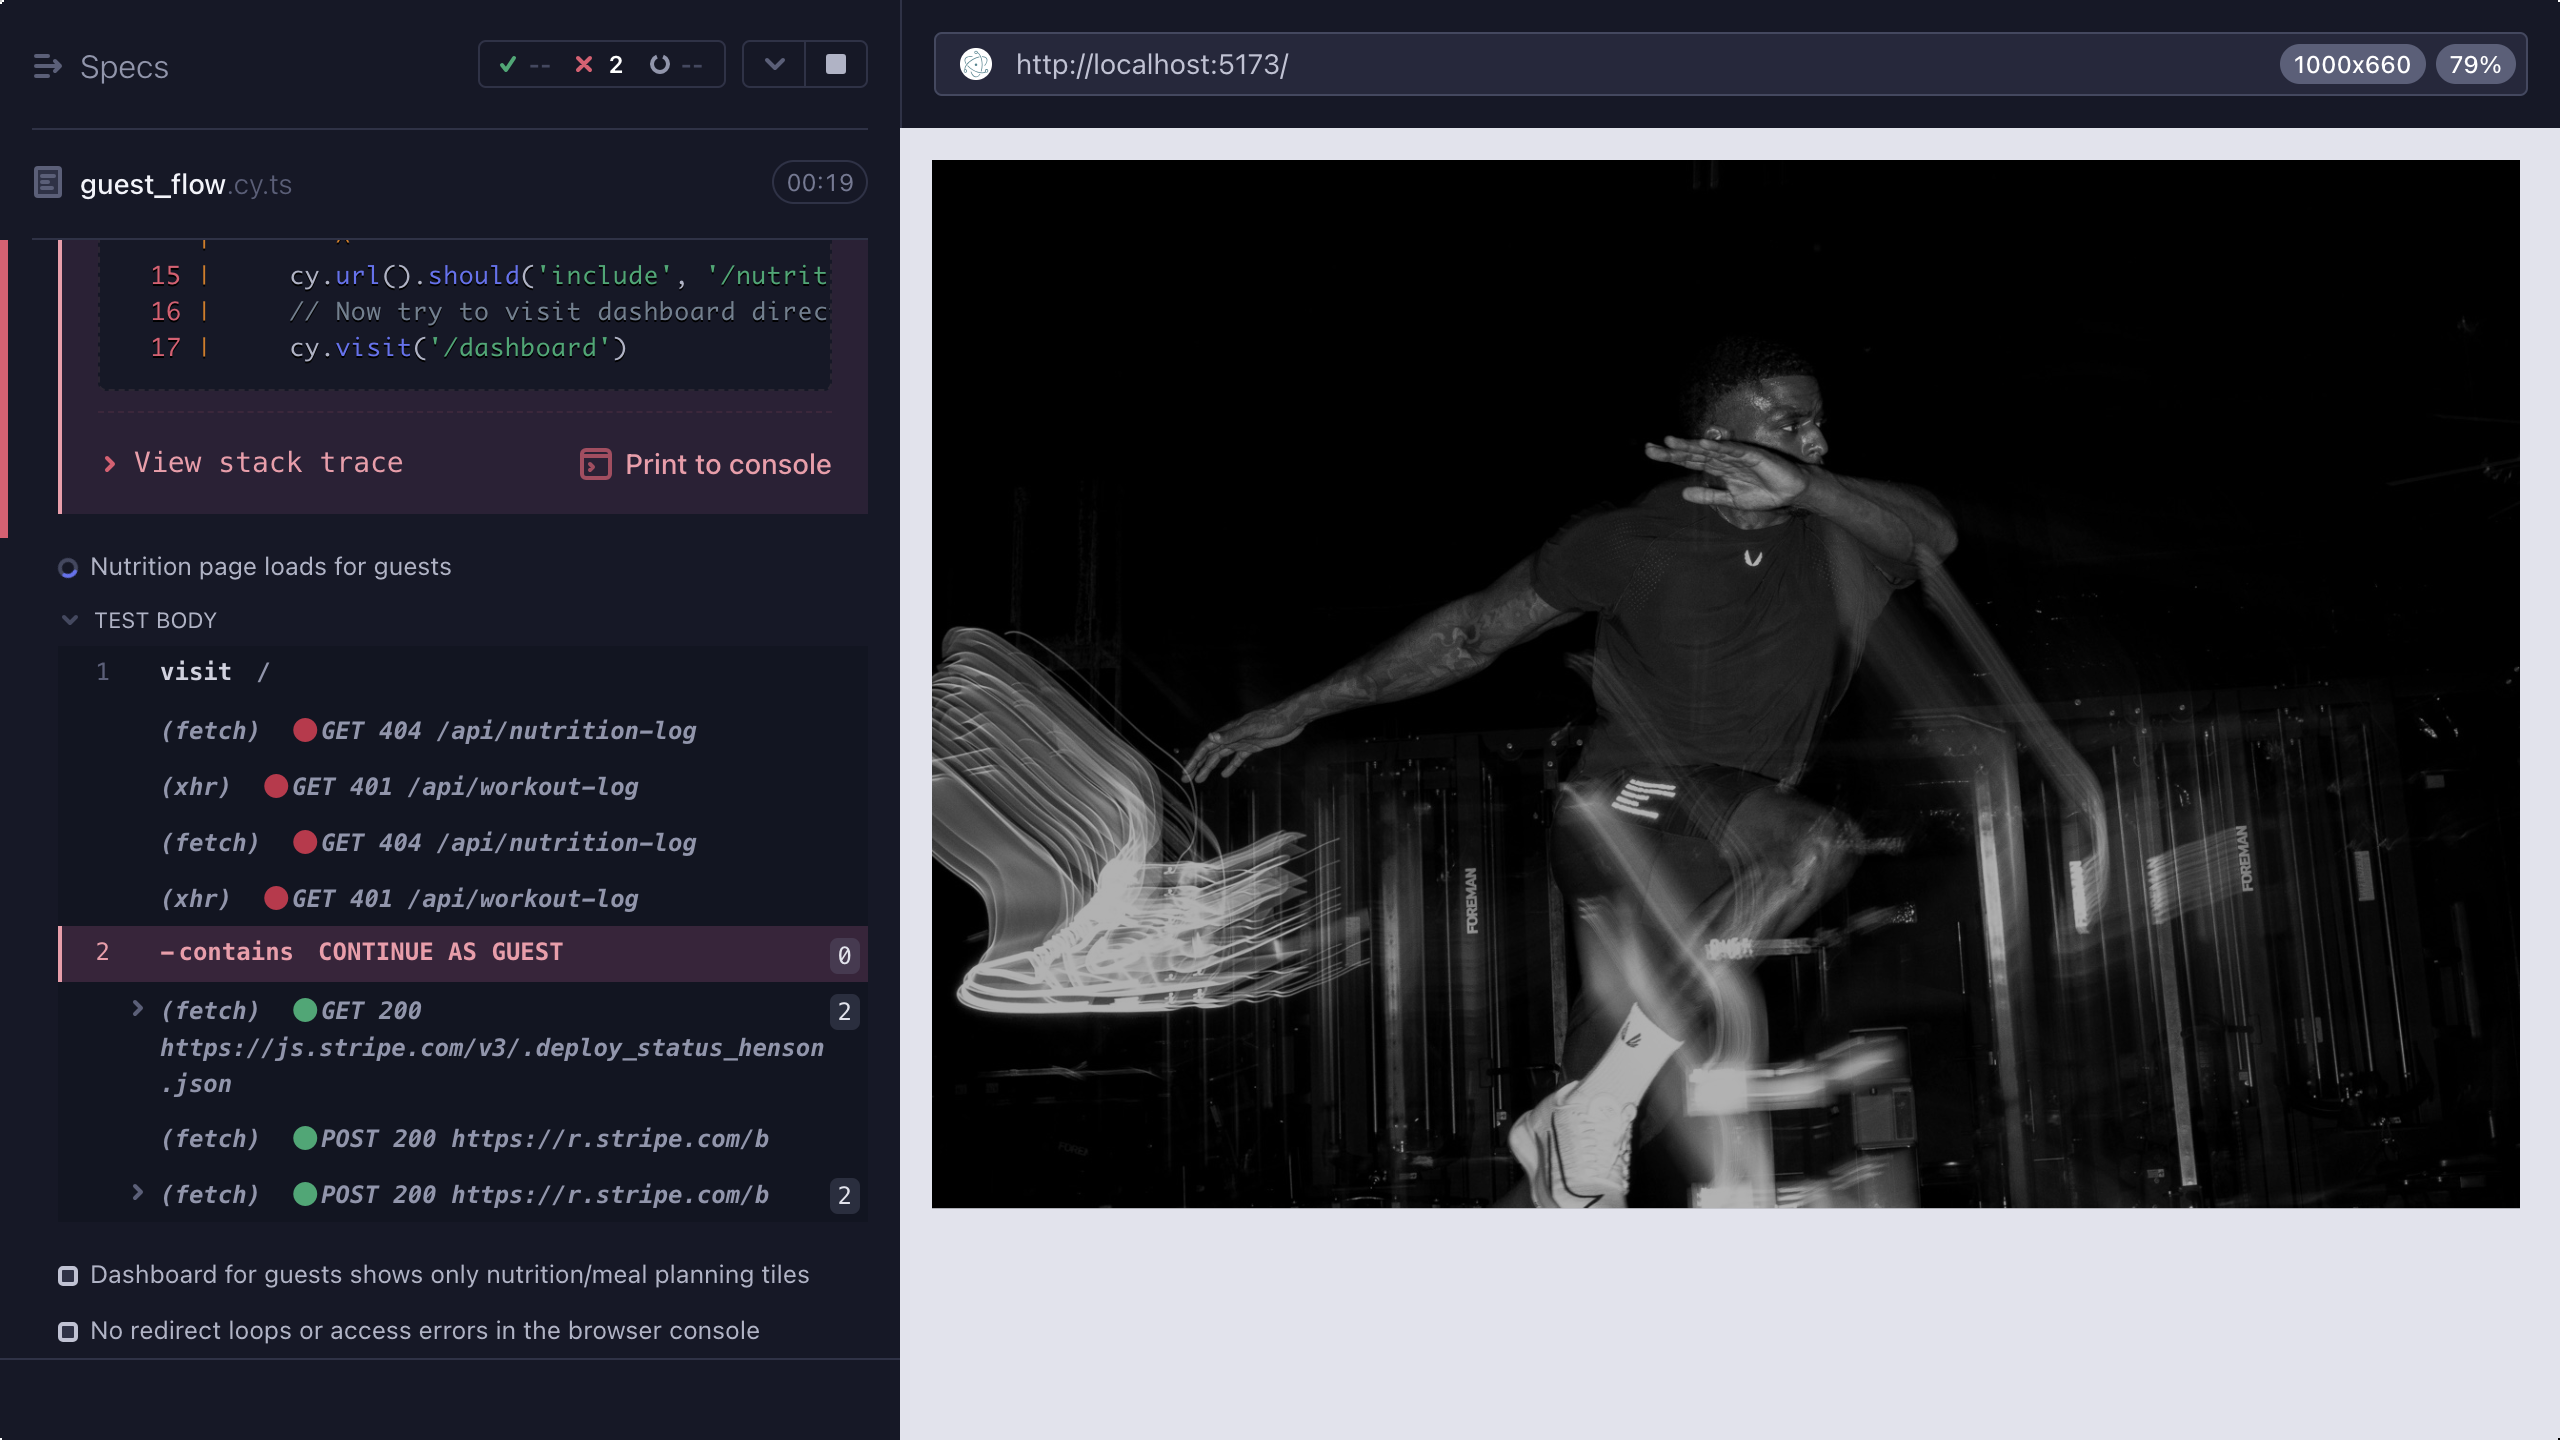 Specs
-- 2 --
http://localhost:5173/
1000x660
79%
guest_flow.cy.ts
00:19
15 | cy.url().should('include', '/nutrit
16 | // Now try to visit dashboard direc
17 | cy.visit('/dashboard')
View stack trace
Print to console
Nutrition page loads for guests
TEST BODY
1 visit /
(fetch) GET 404 /api/nutrition-log
(xhr) GET 401 /api/workout-log
(fetch) GET 404 /api/nutrition-log
(xhr) GET 401 /api/workout-log
2 -contains CONTINUE AS GUEST 0
(fetch) GET 200 2
https://js.stripe.com/v3/.deploy_status_henson
.json
(fetch) POST 200 https://r.stripe.com/b
(fetch) POST 200 https://r.stripe.com/b 2
Dashboard for guests shows only nutrition/meal planning tiles
No redirect loops or access errors in the browser console
FOREMAN
FOREMAN